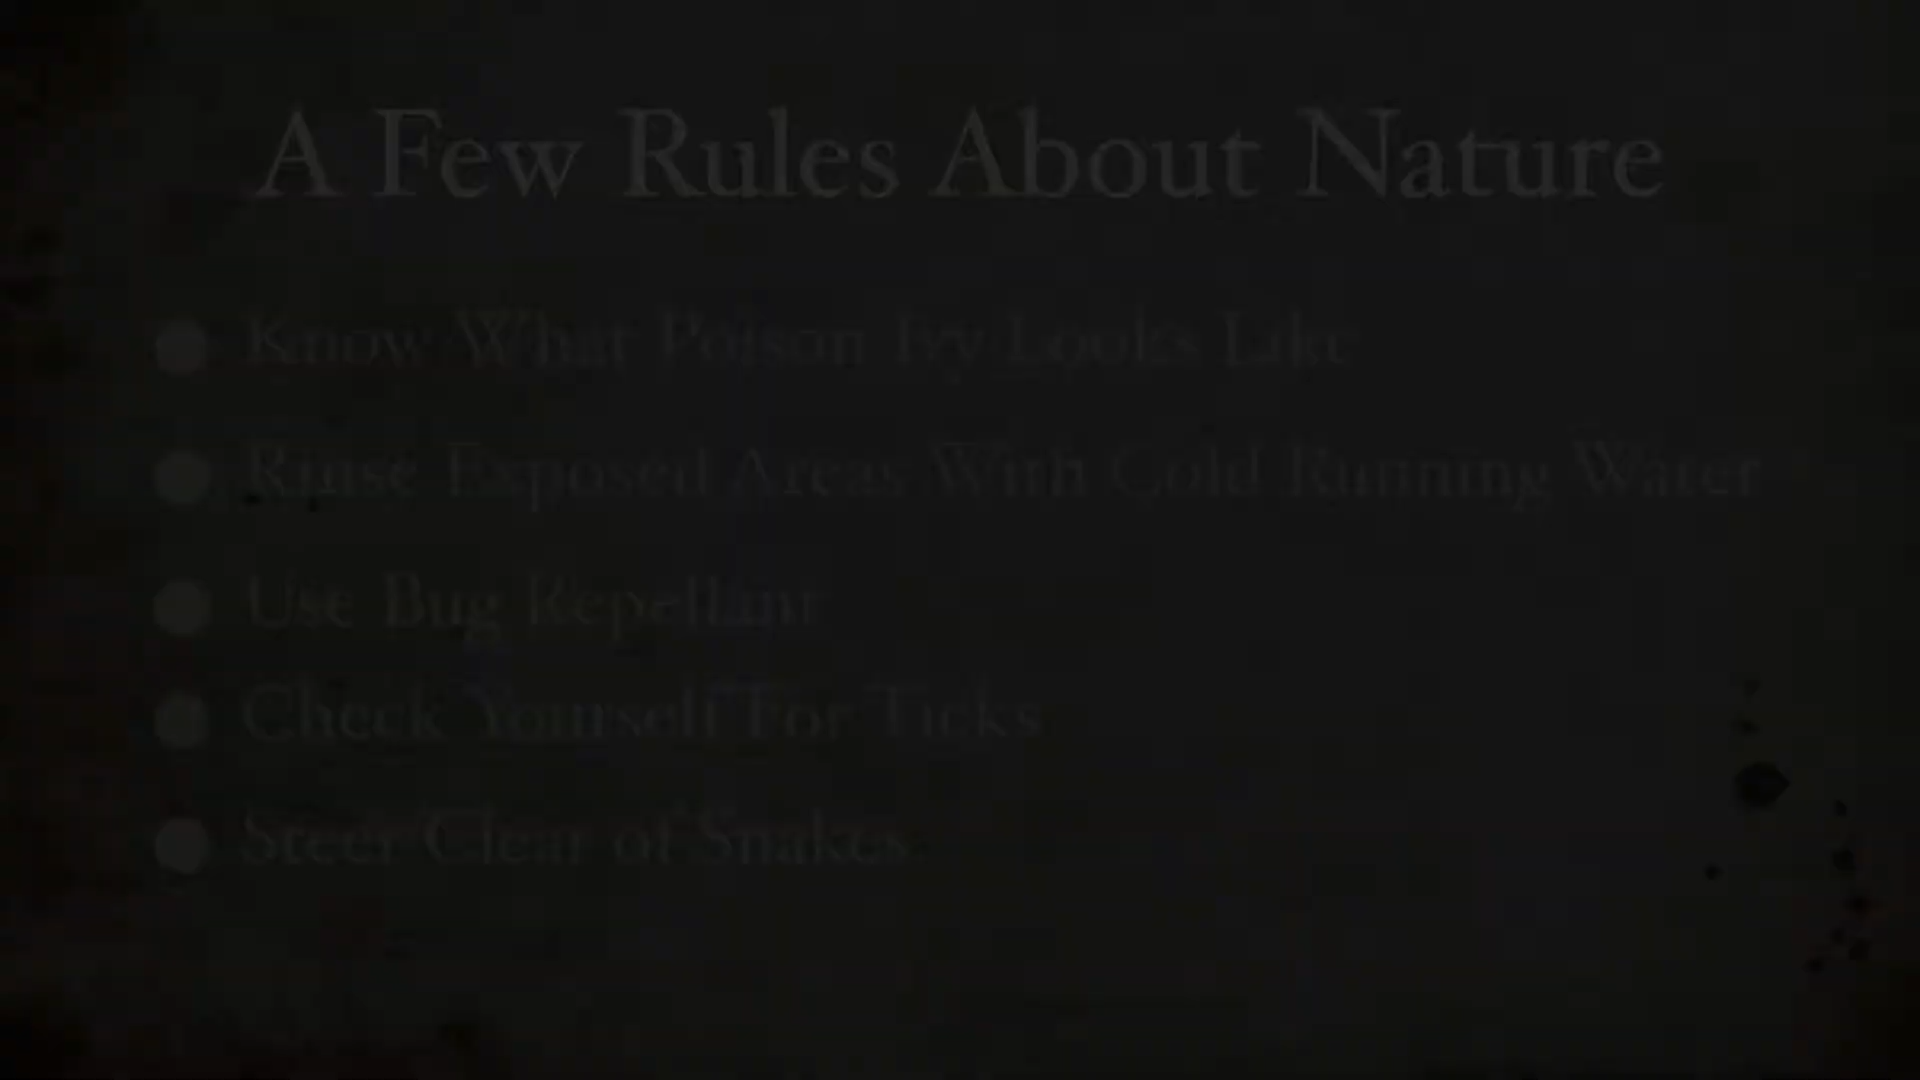 A Few Rules About Nature
Know What Poison Ivy Looks Like
Rinse Exposed Areas With Cold Running Water
Use Bug Repellant
Check Yourself For Ticks
Steer Clear of Snakes